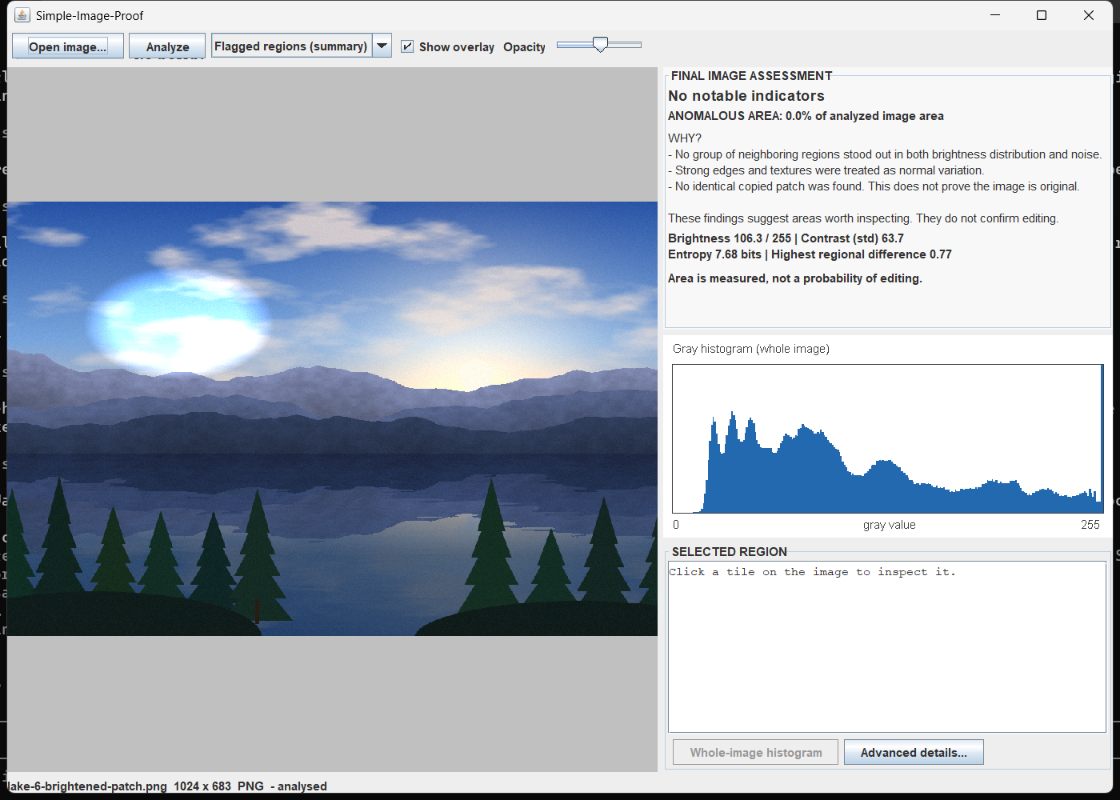 Simple-Image-Proof
Open image...
Analyze
Flagged regions (summary)
Show overlay
Opacity
FINAL IMAGE ASSESSMENT
No notable indicators
ANOMALOUS AREA: 0.0% of analyzed image area
WHY?
- No group of neighboring regions stood out in both brightness distribution and noise.
- Strong edges and textures were treated as normal variation.
- No identical copied patch was found. This does not prove the image is original.
These findings suggest areas worth inspecting. They do not confirm editing.
Brightness 106.3 / 255 | Contrast (std) 63.7
Entropy 7.68 bits | Highest regional difference 0.77
Area is measured, not a probability of editing.
Gray histogram (whole image)
0
gray value
255
SELECTED REGION
Click a tile on the image to inspect it.
Whole-image histogram
Advanced details...
lake-6-brightened-patch.png 1024 x 683 PNG - analysed